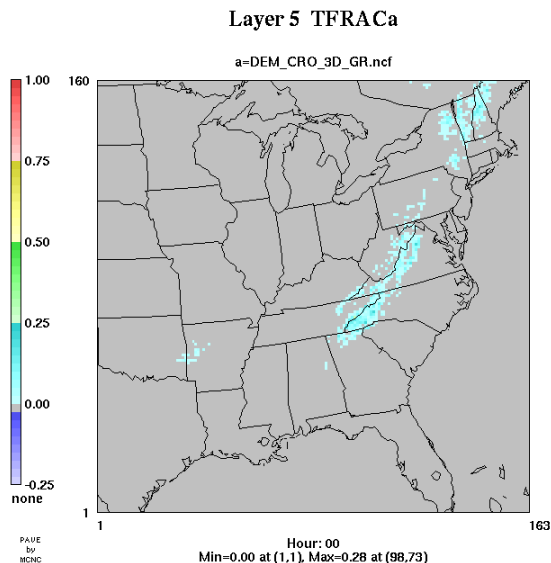 Layer 5 TFRACa
a=DEM_CRO_3D_GR.ncf
1.00
0.75
0.50
0.25
0.00
-0.25
none
160
1
1
163
PAVE
by
MCNC
Hour: 00
Min=0.00 at (1,1), Max=0.28 at (98,73)